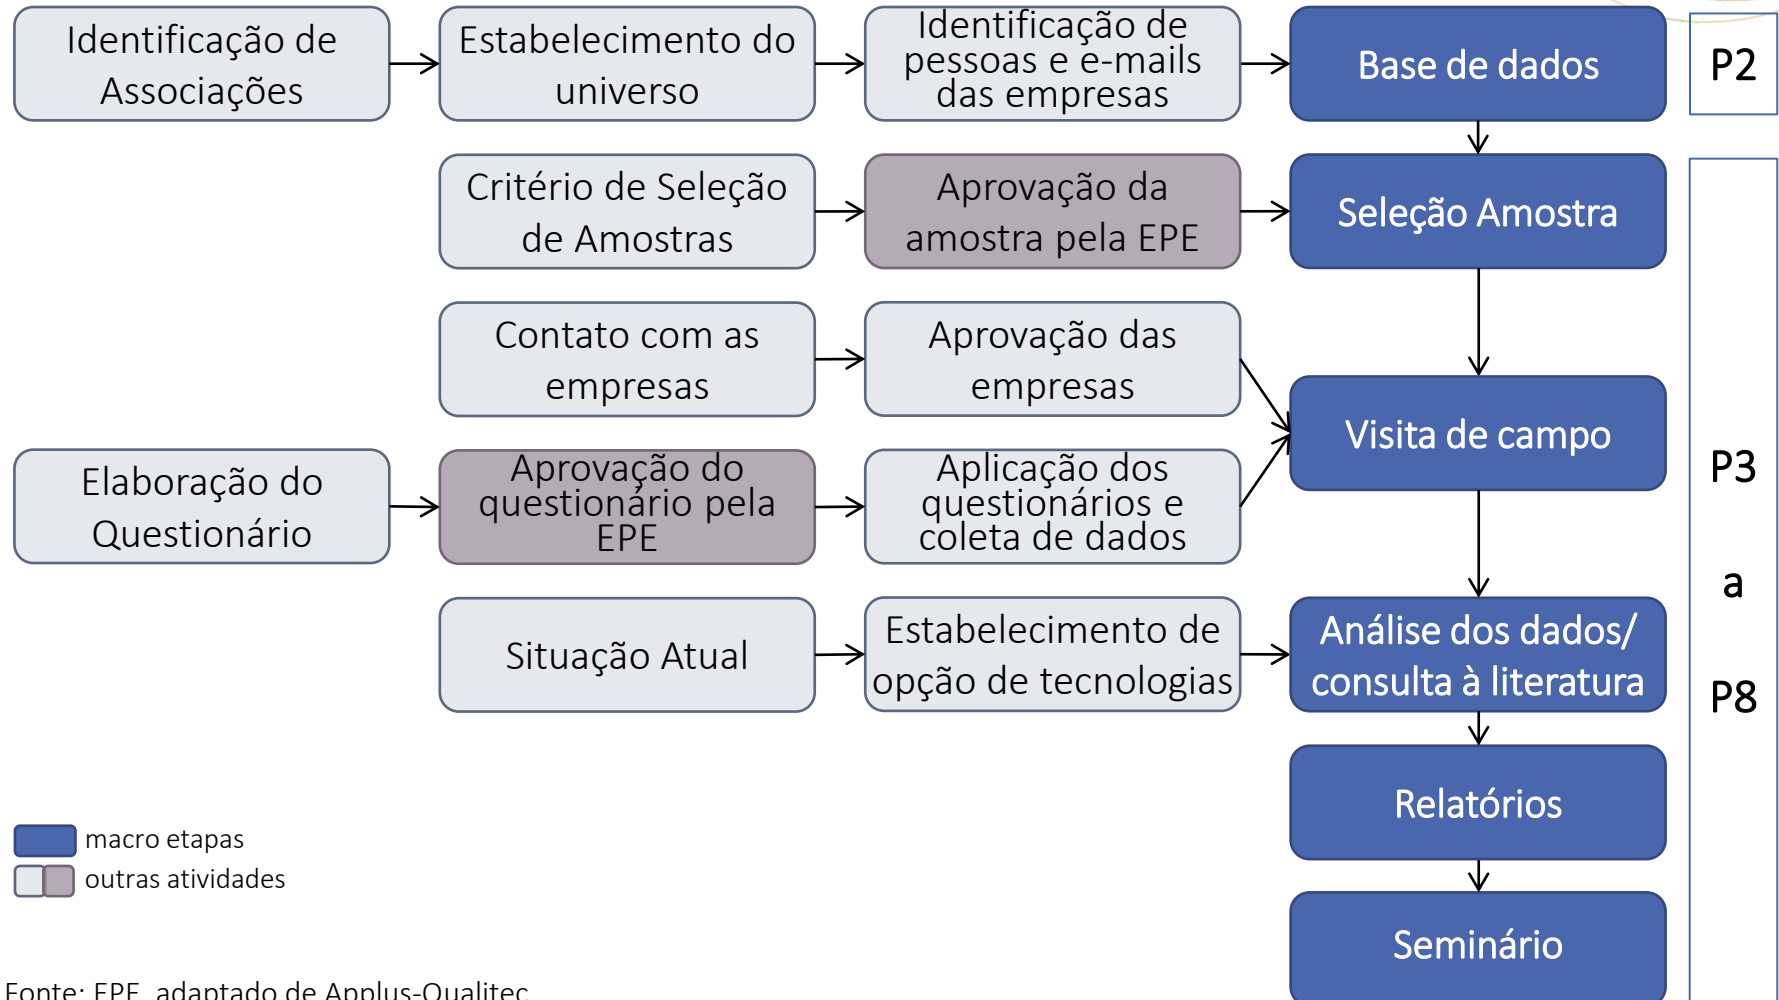 Identificação de
Associações
Estabelecimento do
universo
Identificação de
pessoas e e-mails
das empresas
Base de dados
P2
Critério de Seleção
de Amostras
Aprovação da
amostra pela EPE
Seleção Amostra
Contato com as
empresas
Aprovação das
empresas
Visita de campo
Elaboração do
Questionário
Aprovação do
questionário pela
EPE
Aplicação dos
questionários e
coleta de dados
P3
a
P8
Situação Atual
Estabelecimento de
opção de tecnologias
Análise dos dados/
consulta à literatura
Relatórios
macro etapas
outras atividades
Seminário
Fonte: EPE, adaptado de Applus-Qualitec